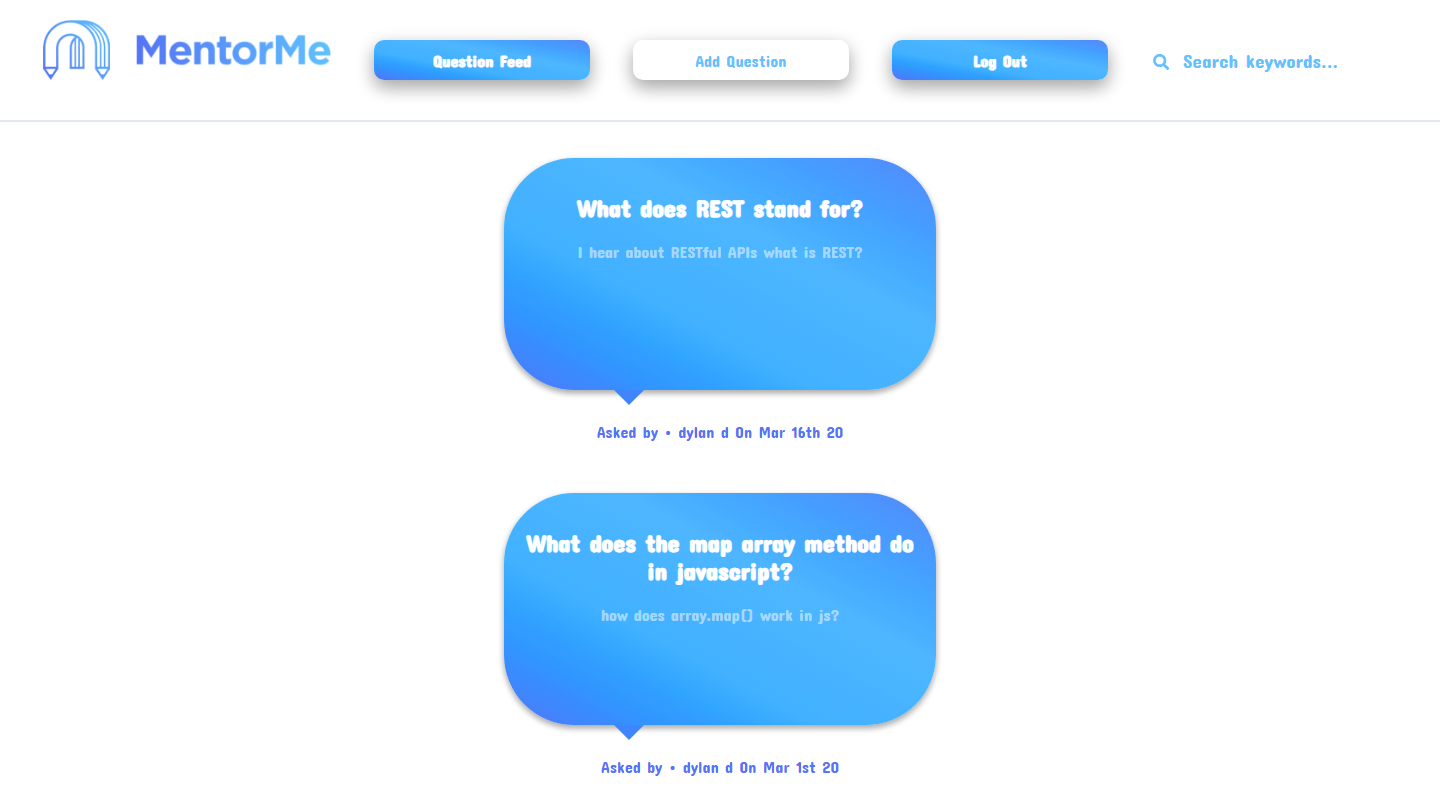 MentorMe
Question Feed
Add Question
Log Out
Search keywords...
What does REST stand for?
I hear about RESTful APIs what is REST?
Asked by • dylan d On Mar 16th 20
What does the map array method do
in javascript?
how does array.map() work in js?
Asked by • dylan d On Mar 1st 20